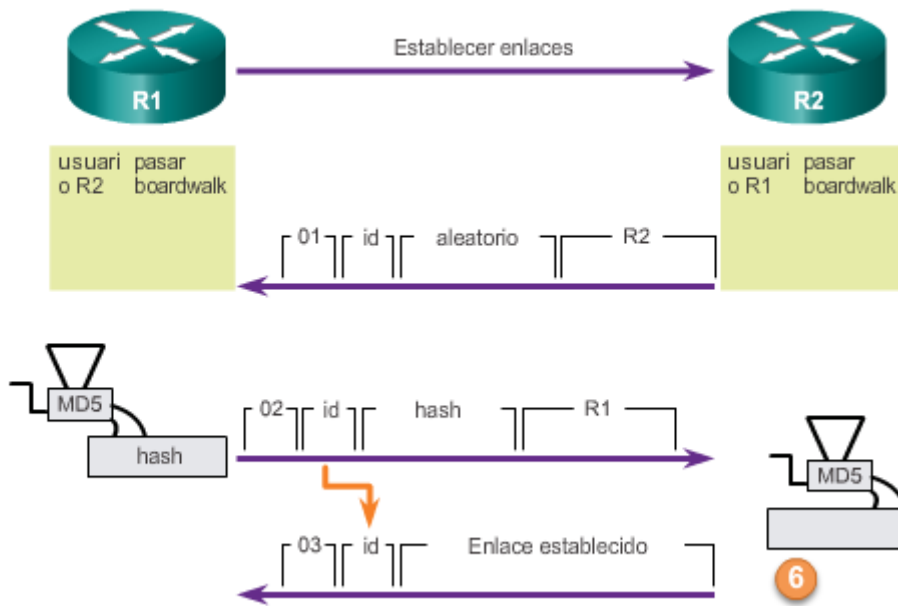 Establecer enlaces
R1
R2
usuari pasar
o R2 boardwalk
usuari pasar
o R1 boardwalk
01 id aleatorio R2
MD5
hash
02 id hash R1
MD5
03 id Enlace establecido
6